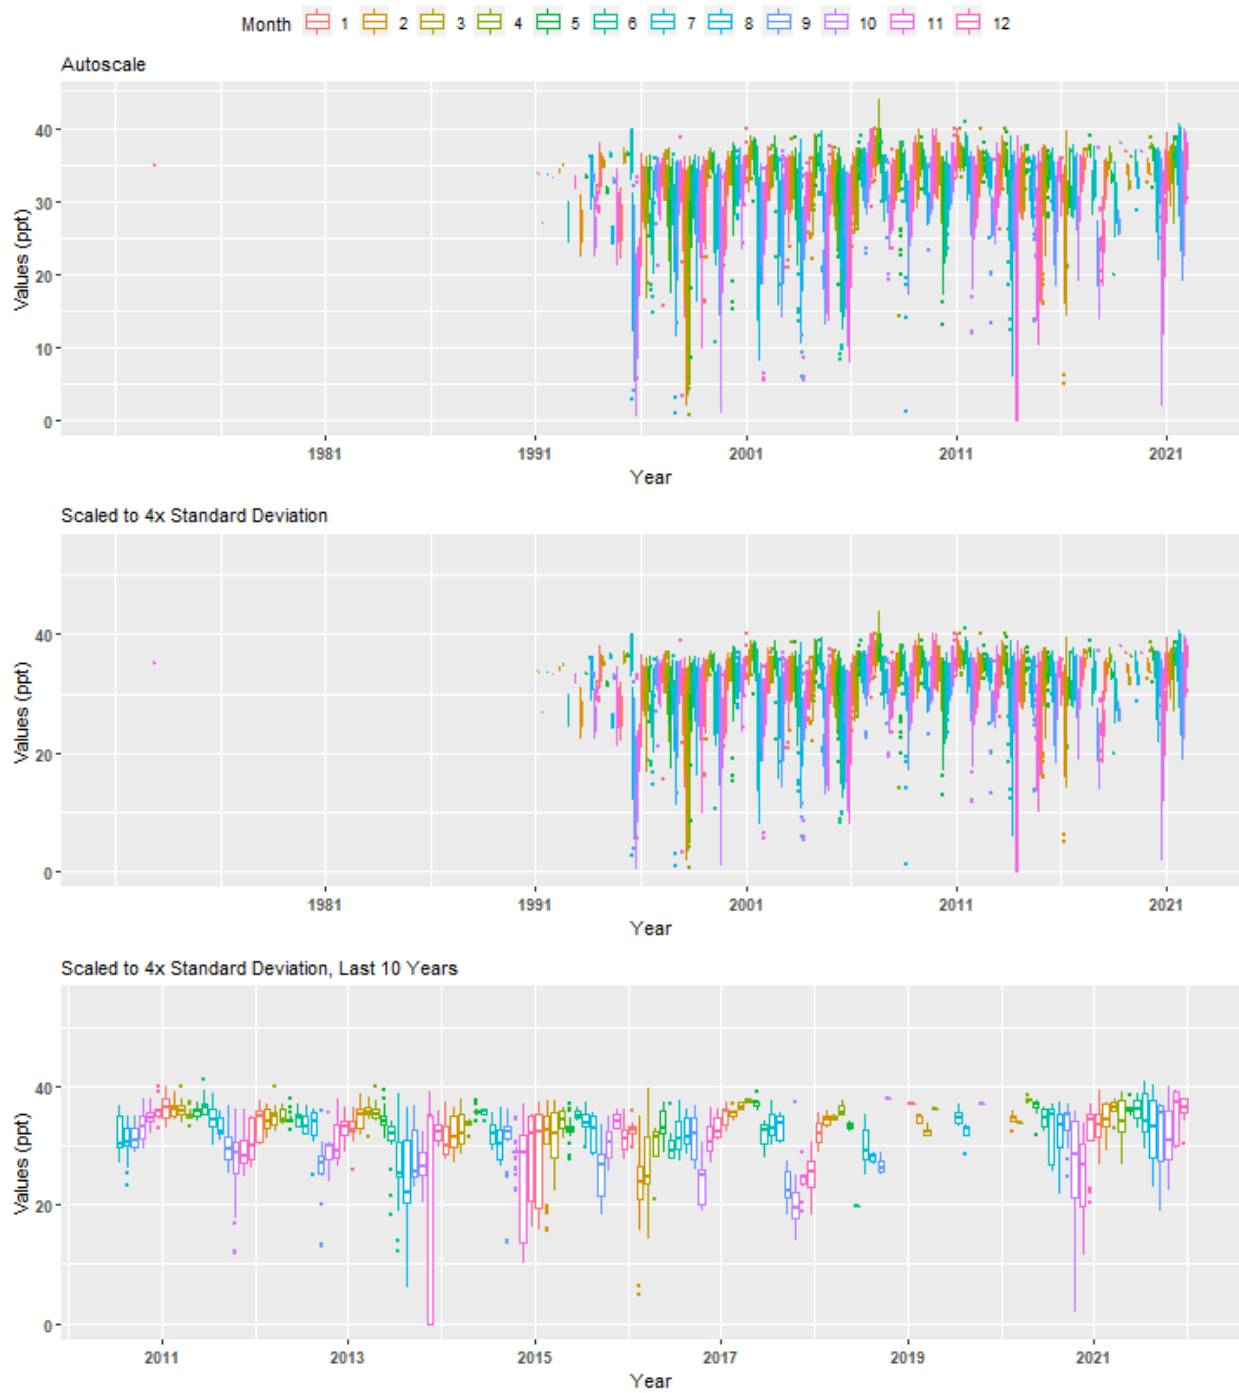 Month 1 2 3 4 5 6 7 8 9 10 11 12
Autoscale
Values (ppt)
40
30
20
10
0
1981 1991 2001 2011 2021
Year
Scaled to 4x Standard Deviation
Values (ppt)
40
20
0
1981 1991 2001 2011 2021
Year
Scaled to 4x Standard Deviation, Last 10 Years
Values (ppt)
40
20
0
2011 2013 2015 2017 2019 2021
Year